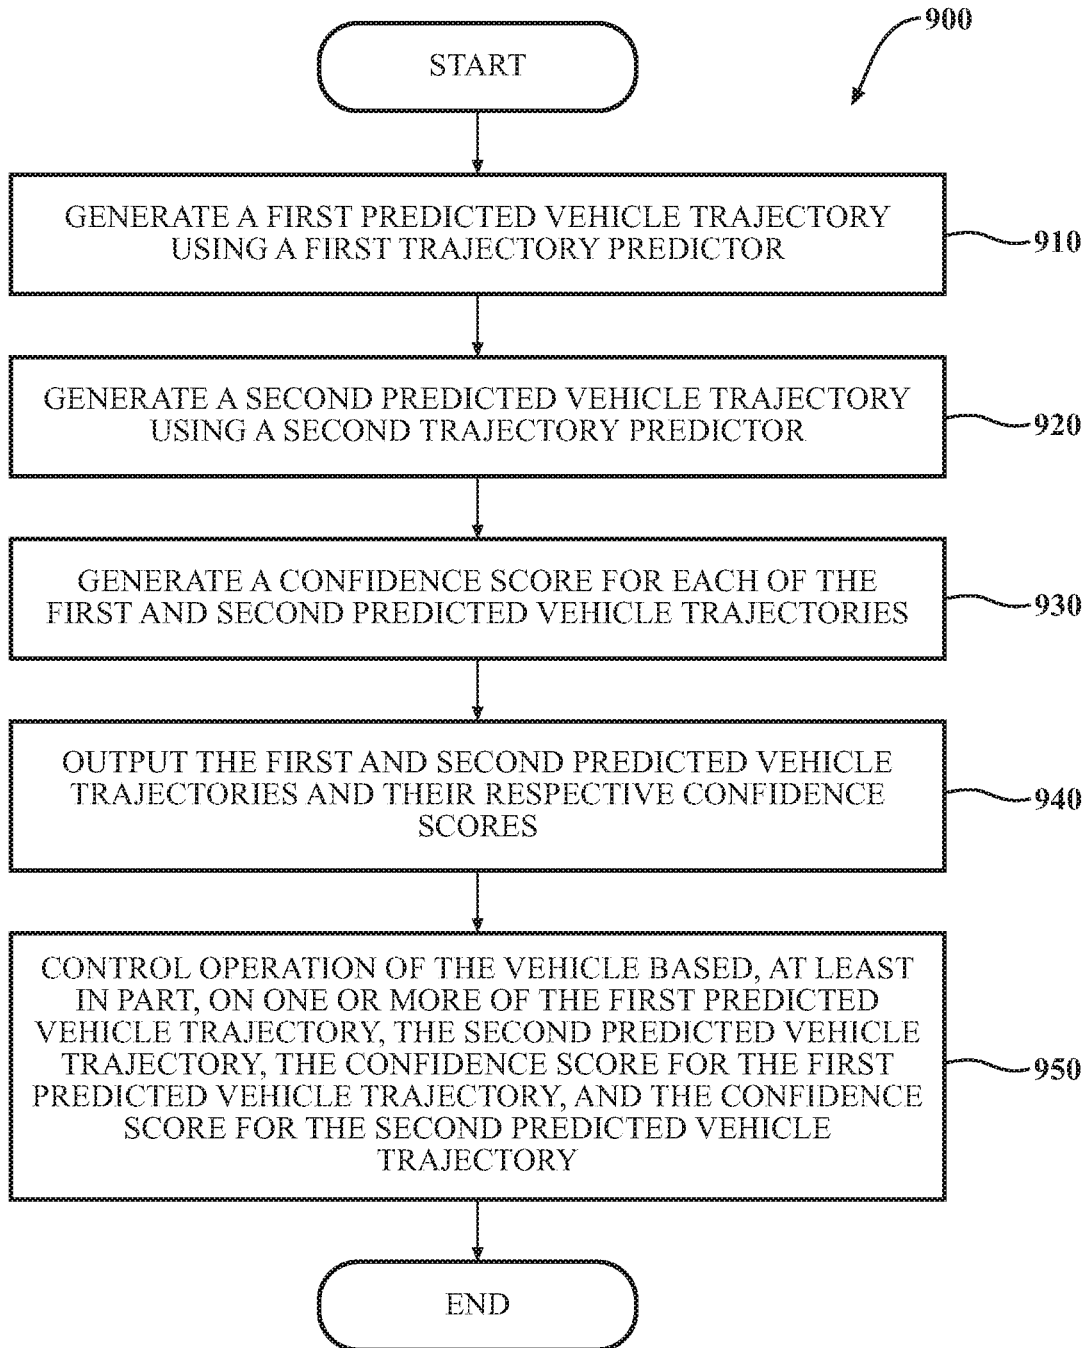 900
START
GENERATE A FIRST PREDICTED VEHICLE TRAJECTORY
USING A FIRST TRAJECTORY PREDICTOR
910
GENERATE A SECOND PREDICTED VEHICLE TRAJECTORY
USING A SECOND TRAJECTORY PREDICTOR
920
GENERATE A CONFIDENCE SCORE FOR EACH OF THE
FIRST AND SECOND PREDICTED VEHICLE TRAJECTORIES
930
OUTPUT THE FIRST AND SECOND PREDICTED VEHICLE
TRAJECTORIES AND THEIR RESPECTIVE CONFIDENCE
SCORES
940
CONTROL OPERATION OF THE VEHICLE BASED, AT LEAST
IN PART, ON ONE OR MORE OF THE FIRST PREDICTED
VEHICLE TRAJECTORY, THE SECOND PREDICTED VEHICLE
TRAJECTORY, THE CONFIDENCE SCORE FOR THE FIRST
PREDICTED VEHICLE TRAJECTORY, AND THE CONFIDENCE
SCORE FOR THE SECOND PREDICTED VEHICLE
TRAJECTORY
950
END